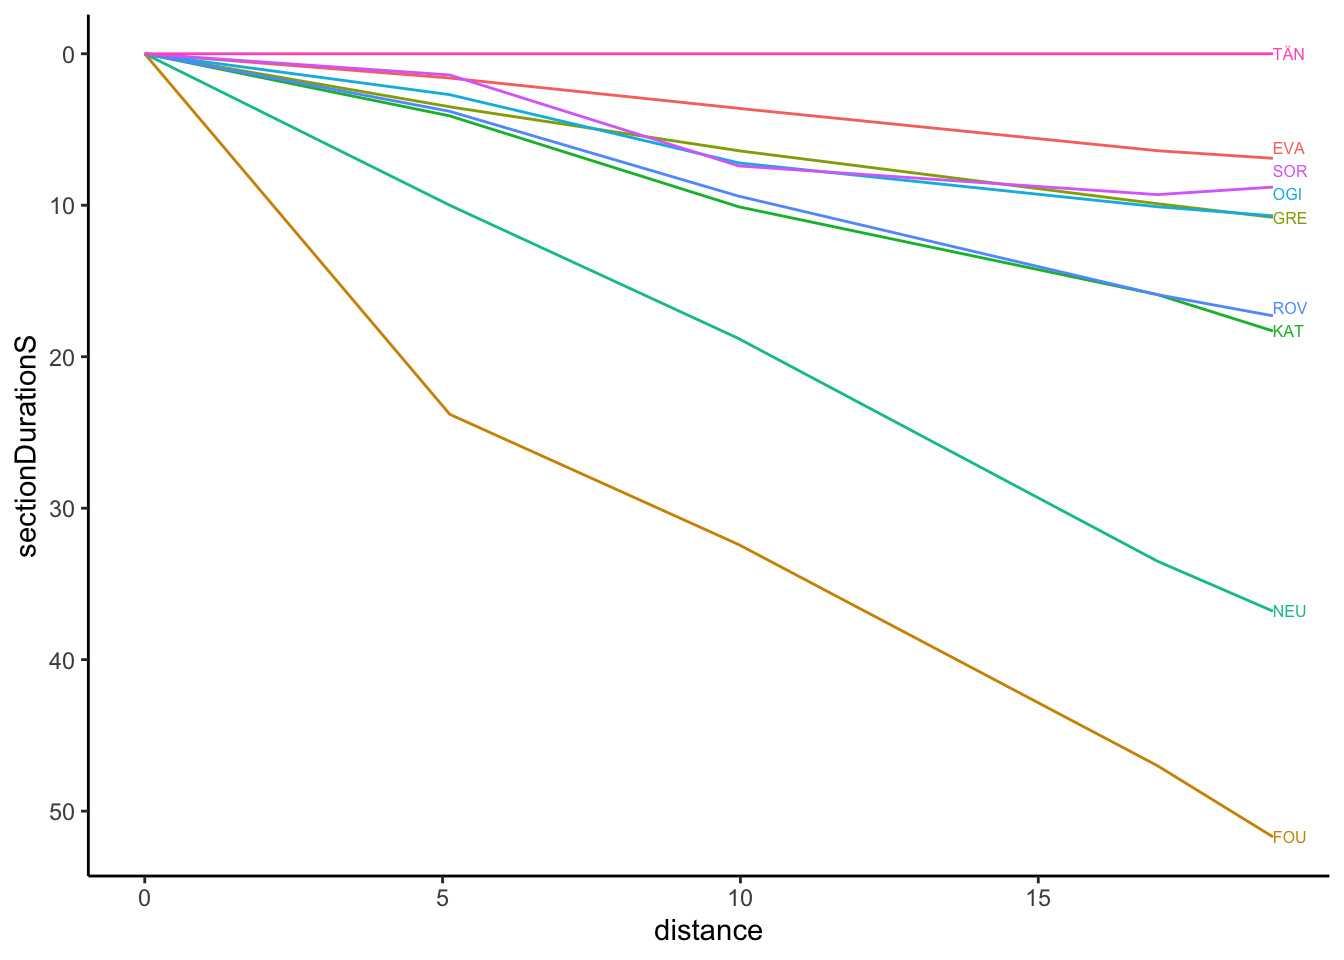 sectionDurationS
0
10
20
30
40
50
TÄN
EVA
SOR
OGI
GRE
ROV
KAT
NEU
FOU
0 5 10 15
distance